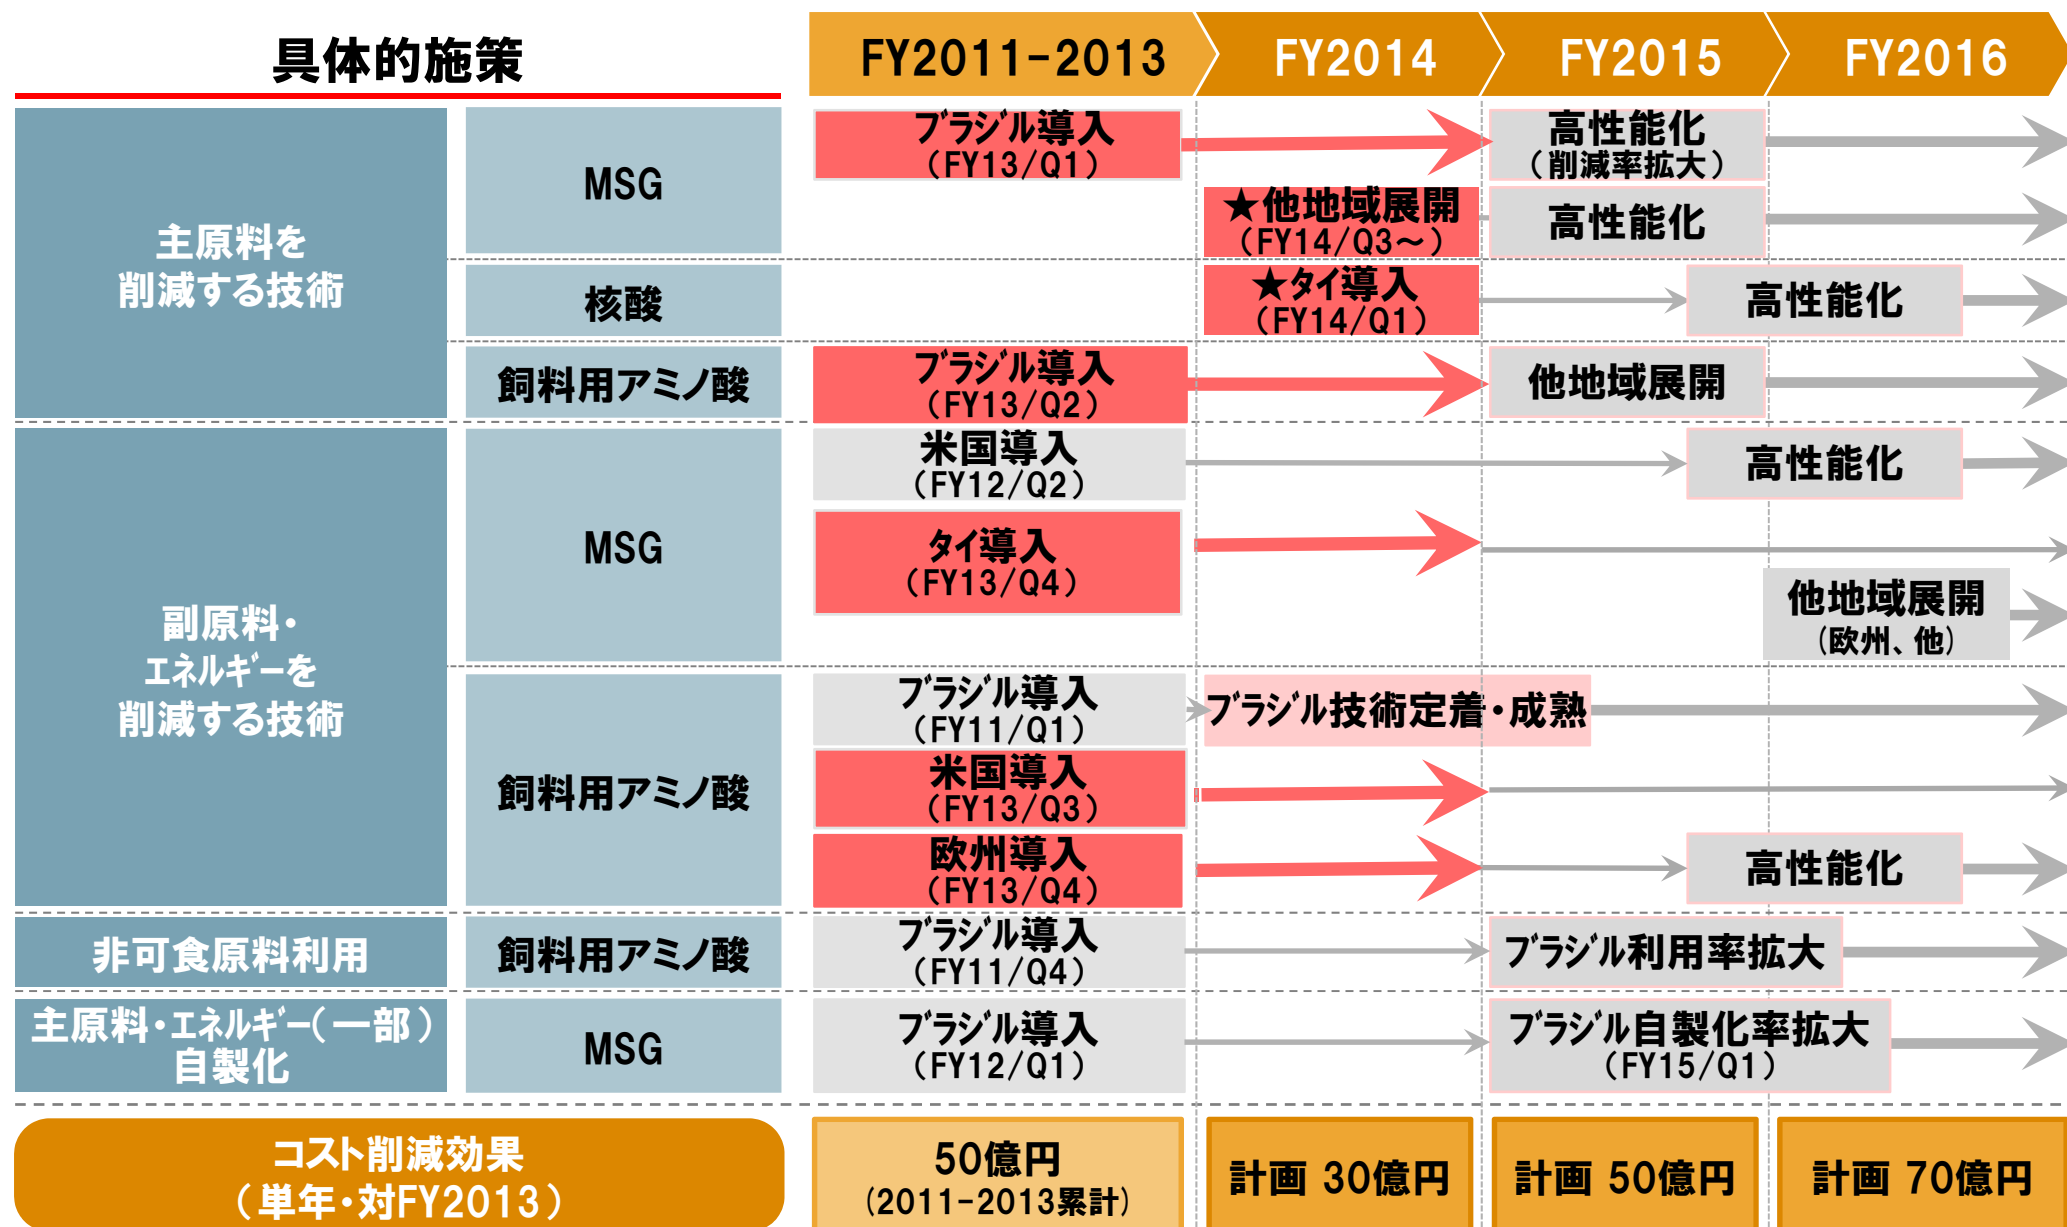 具体的施策
FY2011-2013
FY2014
FY2015
FY2016
主原料を
削減する技術
MSG
ブラジル導入
（FY13/Q1）
高性能化
（削減率拡大）
★他地域展開
（FY14/Q3～）
高性能化
核酸
★タイ導入
（FY14/Q1）
高性能化
飼料用アミノ酸
ブラジル導入
（FY13/Q2）
他地域展開
副原料・
エネルギーを
削減する技術
MSG
米国導入
（FY12/Q2）
高性能化
タイ導入
（FY13/Q4）
他地域展開
(欧州、他)
飼料用アミノ酸
ブラジル導入
（FY11/Q1）
ブラジル技術定着・成熟
米国導入
（FY13/Q3）
欧州導入
（FY13/Q4）
高性能化
非可食原料利用
飼料用アミノ酸
ブラジル導入
（FY11/Q4）
ブラジル利用率拡大
主原料・エネルギー（一部）
自製化
MSG
ブラジル導入
（FY12/Q1）
ブラジル自製化率拡大
（FY15/Q1）
コスト削減効果
（単年・対FY2013）
50億円
(2011-2013累計)
計画 30億円
計画 50億円
計画 70億円